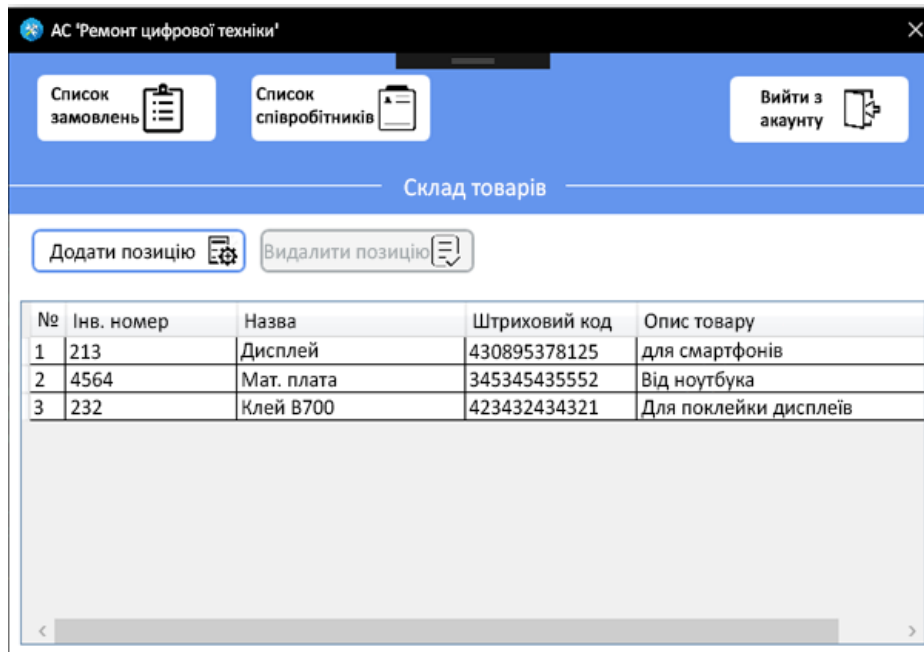 АС 'Ремонт цифрової техніки'
Список замовлень
Список співробітників
Вийти з акаунту
Склад товарів
Додати позицію
Видалити позицію
№ Інв. номер Назва Штриховий код Опис товару
1 213 Дисплей 430895378125 для смартфонів
2 4564 Мат. плата 345345435552 Від ноутбука
3 232 Клей B700 423432434321 Для поклейки дисплеїв